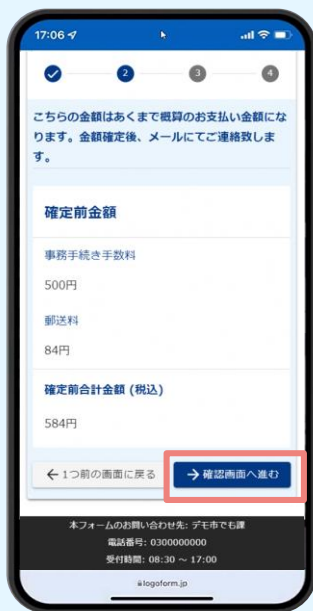 17:06
2
3
4
こちらの金額はあくまで概算のお支払い金額にな
ります。金額確定後、メールにてご連絡致しま
す。
確定前金額
事務手続き手数料
500円
郵送料
84円
確定前合計金額 (税込)
584円
← 1つ前の画面に戻る
→ 確認画面へ進む
本フォームのお問い合わせ先: デモ市でも課
電話番号: 0300000000
受付時間: 08:30 ～ 17:00
logoform.jp